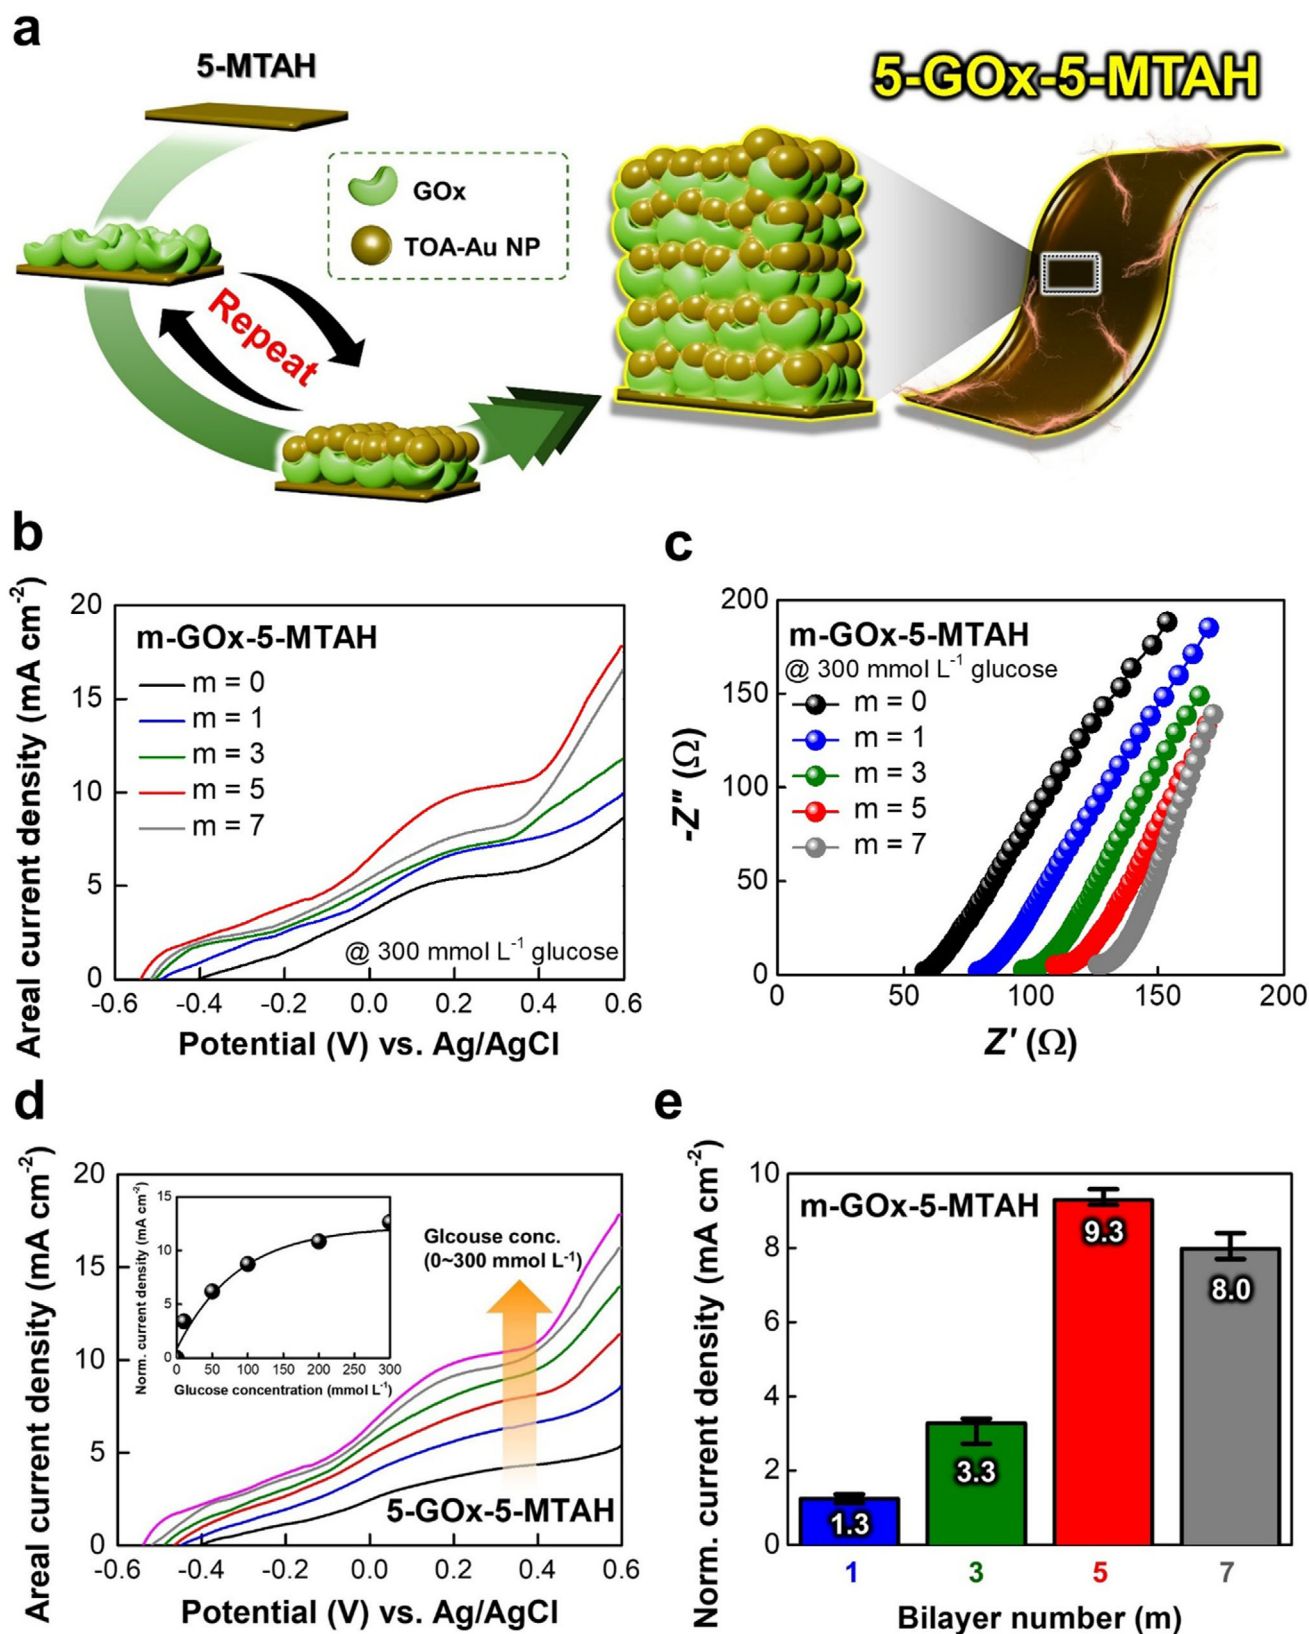 a
5-MTAH
5-GOx-5-MTAH
GOx
TOA-Au NP
Repeat
b
Areal current density (mA cm⁻²)
20
15
10
5
0
m-GOx-5-MTAH
m = 0
m = 1
m = 3
m = 5
m = 7
@ 300 mmol L⁻¹ glucose
-0.6 -0.4 -0.2 0.0 0.2 0.4 0.6
Potential (V) vs. Ag/AgCl
c
-Z″ (Ω)
200
150
100
50
0
m-GOx-5-MTAH
@ 300 mmol L⁻¹ glucose
m = 0
m = 1
m = 3
m = 5
m = 7
0 50 100 150 200
Z′ (Ω)
d
Areal current density (mA cm⁻²)
20
15
10
5
0
Norm. current density (mA cm⁻²)
15
10
5
0
0 50 100 150 200 250 300
Glucose concentration (mmol L⁻¹)
Glcouse conc.
(0~300 mmol L⁻¹)
5-GOx-5-MTAH
-0.6 -0.4 -0.2 0.0 0.2 0.4 0.6
Potential (V) vs. Ag/AgCl
e
Norm. current density (mA cm⁻²)
10
8
6
4
2
0
m-GOx-5-MTAH
1.3
3.3
9.3
8.0
1 3 5 7
Bilayer number (m)